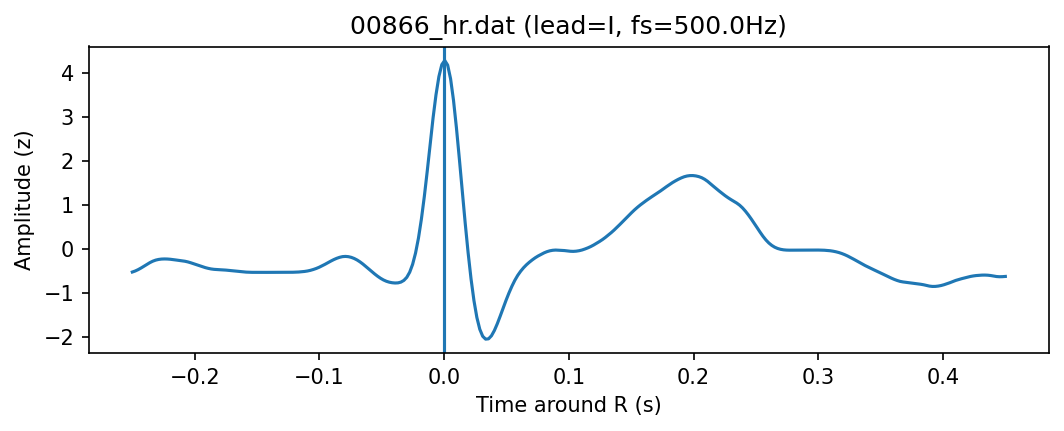 00866_hr.dat (lead=I, fs=500.0Hz)
Amplitude (z)
4
3
2
1
0
−1
−2
−0.2 −0.1 0.0 0.1 0.2 0.3 0.4
Time around R (s)